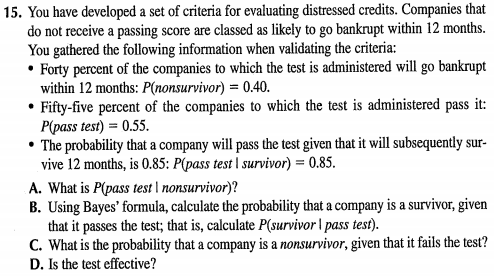 15. You have developed a set of criteria for evaluating distressed credits. Companies that
do not receive a passing score are classed as likely to go bankrupt within 12 months.
You gathered the following information when validating the criteria:
• Forty percent of the companies to which the test is administered will go bankrupt
within 12 months: P(nonsurvivor) = 0.40.
• Fifty-five percent of the companies to which the test is administered pass it:
P(pass test) = 0.55.
• The probability that a company will pass the test given that it will subsequently sur-
vive 12 months, is 0.85: P(pass test | survivor) = 0.85.
A. What is P(pass test | nonsurvivor)?
B. Using Bayes' formula, calculate the probability that a company is a survivor, given
that it passes the test; that is, calculate P(survivor | pass test).
C. What is the probability that a company is a nonsurvivor, given that it fails the test?
D. Is the test effective?